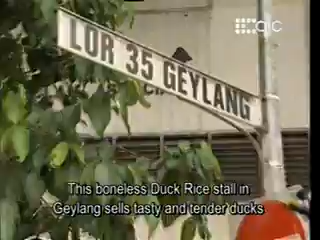 LOR 35 GEYLANG
This boneless Duck Rice stall in
Geylang sells tasty and tender ducks